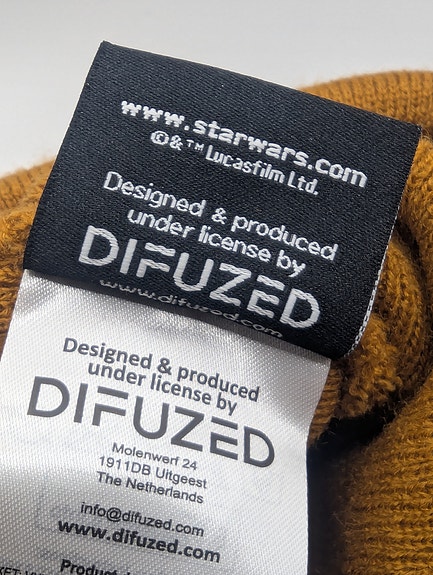 www.starwars.com
©&™ Lucasfilm Ltd.
Designed & produced
under license by
DIFUZED
www.difuzed.com
Designed & produced
under license by
DIFUZED
Molenwerf 24
1911DB Uitgeest
The Netherlands
info@difuzed.com
www.difuzed.com